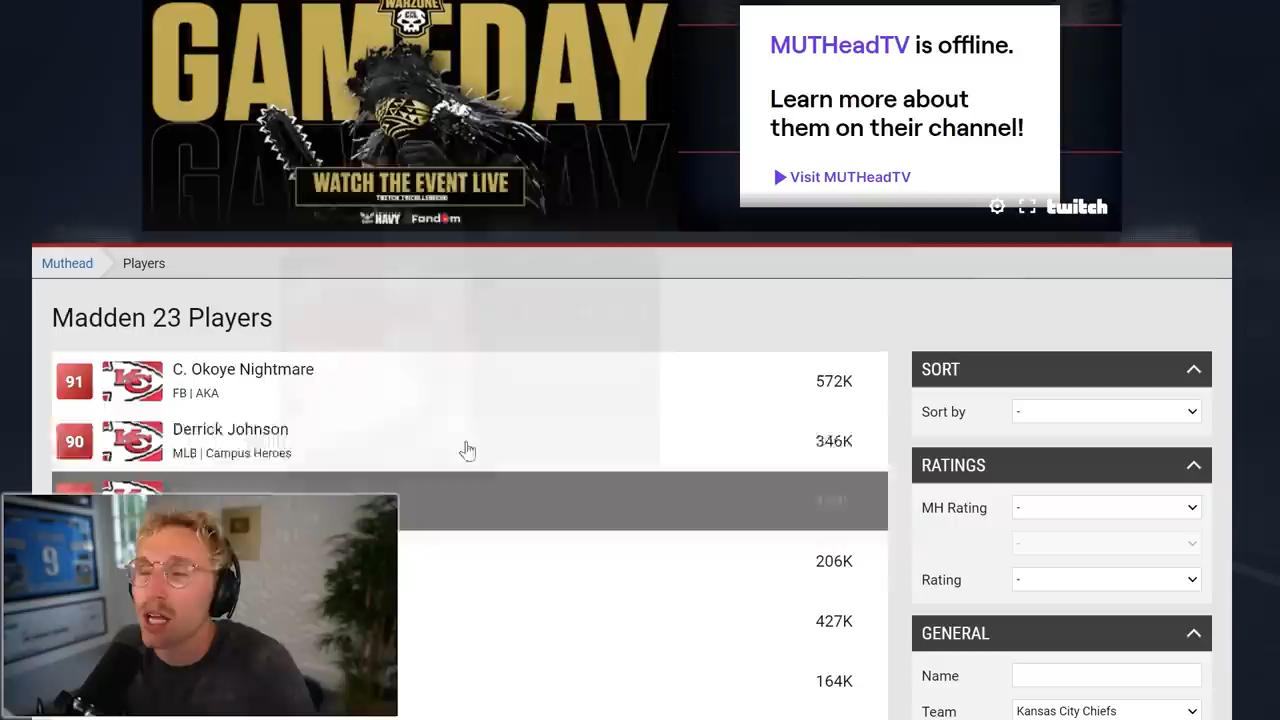 WARZONE
GAMEDAY
GAMEDAY
WATCH THE EVENT LIVE
NAVY Fandom
MUTHeadTV is offline.
Learn more about
them on their channel!
Visit MUTHeadTV
twitch
Muthead
Players
Madden 23 Players
91
C. Okoye Nightmare
FB | AKA
572K
90
Derrick Johnson
MLB | Campus Heroes
346K
206K
427K
164K
SORT
Sort by
-
RATINGS
MH Rating
-
-
Rating
-
GENERAL
Name
Team
Kansas City Chiefs
9